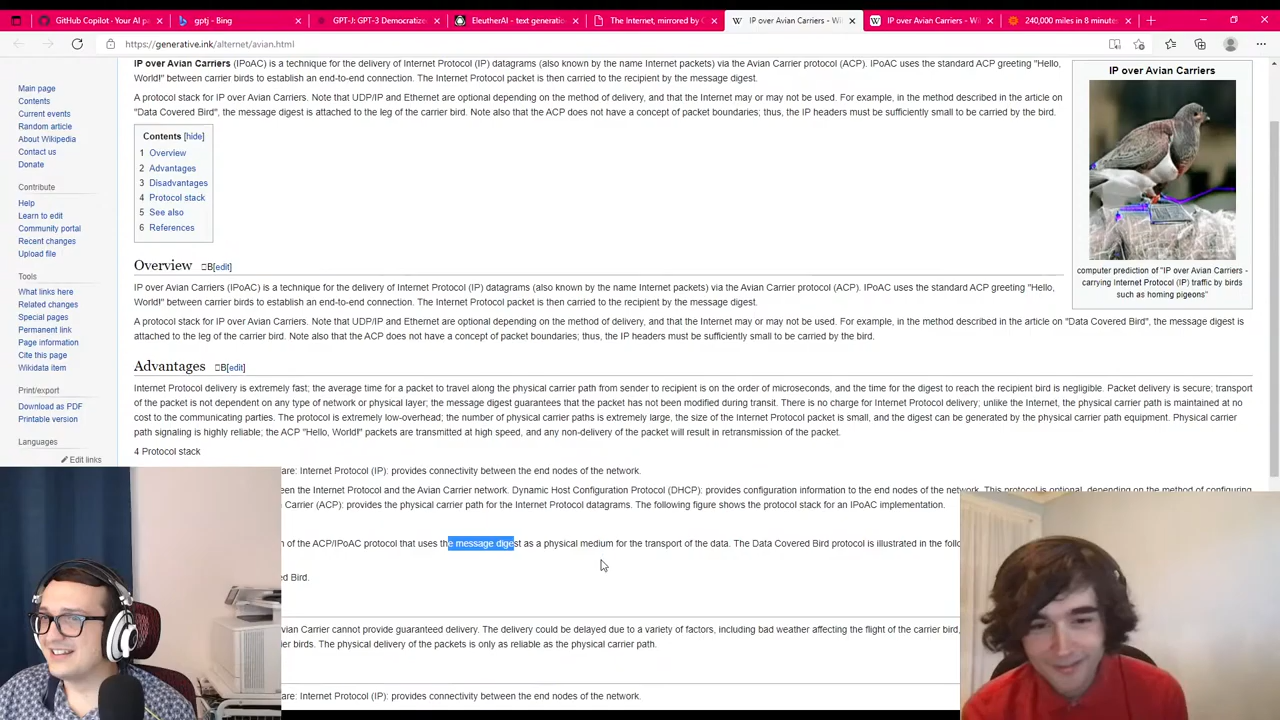 GitHub Copilot · Your AI pa
gptj - Bing
GPT-J: GPT-3 Democratize
EleutherAI - text generation
The Internet, mirrored by G
IP over Avian Carriers - Wi
IP over Avian Carriers - Wi
240,000 miles in 8 minute
https://generative.ink/alternet/avian.html
Main page
Contents
Current events
Random article
About Wikipedia
Contact us
Donate
Contribute
Help
Learn to edit
Community portal
Recent changes
Upload file
Tools
What links here
Related changes
Special pages
Permanent link
Page information
Cite this page
Wikidata item
Print/export
Download as PDF
Printable version
Languages
Edit links
IP over Avian Carriers (IPoAC) is a technique for the delivery of Internet Protocol (IP) datagrams (also known by the name Internet packets) via the Avian Carrier protocol (ACP). IPoAC uses the standard ACP greeting "Hello,
World!" between carrier birds to establish an end-to-end connection. The Internet Protocol packet is then carried to the recipient by the message digest.
A protocol stack for IP over Avian Carriers. Note that UDP/IP and Ethernet are optional depending on the method of delivery, and that the Internet may or may not be used. For example, in the method described in the article on
"Data Covered Bird", the message digest is attached to the leg of the carrier bird. Note also that the ACP does not have a concept of packet boundaries; thus, the IP headers must be sufficiently small to be carried by the bird.
Contents [hide]
1 Overview
2 Advantages
3 Disadvantages
4 Protocol stack
5 See also
6 References
IP over Avian Carriers
computer prediction of "IP over Avian Carriers -
carrying Internet Protocol (IP) traffic by birds
such as homing pigeons"
Overview B[edit]
IP over Avian Carriers (IPoAC) is a technique for the delivery of Internet Protocol (IP) datagrams (also known by the name Internet packets) via the Avian Carrier protocol (ACP). IPoAC uses the standard ACP greeting "Hello,
World!" between carrier birds to establish an end-to-end connection. The Internet Protocol packet is then carried to the recipient by the message digest.
A protocol stack for IP over Avian Carriers. Note that UDP/IP and Ethernet are optional depending on the method of delivery, and that the Internet may or may not be used. For example, in the method described in the article on "Data Covered Bird", the message digest is
attached to the leg of the carrier bird. Note also that the ACP does not have a concept of packet boundaries; thus, the IP headers must be sufficiently small to be carried by the bird.
Advantages B[edit]
Internet Protocol delivery is extremely fast; the average time for a packet to travel along the physical carrier path from sender to recipient is on the order of microseconds, and the time for the digest to reach the recipient bird is negligible. Packet delivery is secure; transport
of the packet is not dependent on any type of network or physical layer; the message digest guarantees that the packet has not been modified during transit. There is no charge for Internet Protocol delivery; unlike the Internet, the physical carrier path is maintained at no
cost to the communicating parties. The protocol is extremely low-overhead; the number of physical carrier paths is extremely large, the size of the Internet Protocol packet is small, and the digest can be generated by the physical carrier path equipment. Physical carrier
path signaling is highly reliable; the ACP "Hello, World!" packets are transmitted at high speed, and any non-delivery of the packet will result in retransmission of the packet.
4 Protocol stack
are: Internet Protocol (IP): provides connectivity between the end nodes of the network.
en the Internet Protocol and the Avian Carrier network. Dynamic Host Configuration Protocol (DHCP): provides configuration information to the end nodes of the network. This protocol is optional, depending on the method of
Carrier (ACP): provides the physical carrier path for the Internet Protocol datagrams. The following figure shows the protocol stack for an IPoAC implementation.
n of the ACP/IPoAC protocol that uses the message digest as a physical medium for the transport of the data. The Data Covered Bird protocol is illustrated in the follo
ed Bird.
vian Carrier cannot provide guaranteed delivery. The delivery could be delayed due to a variety of factors, including bad weather affecting the flight of the carrier bird,
ier birds. The physical delivery of the packets is only as reliable as the physical carrier path.
are: Internet Protocol (IP): provides connectivity between the end nodes of the network.